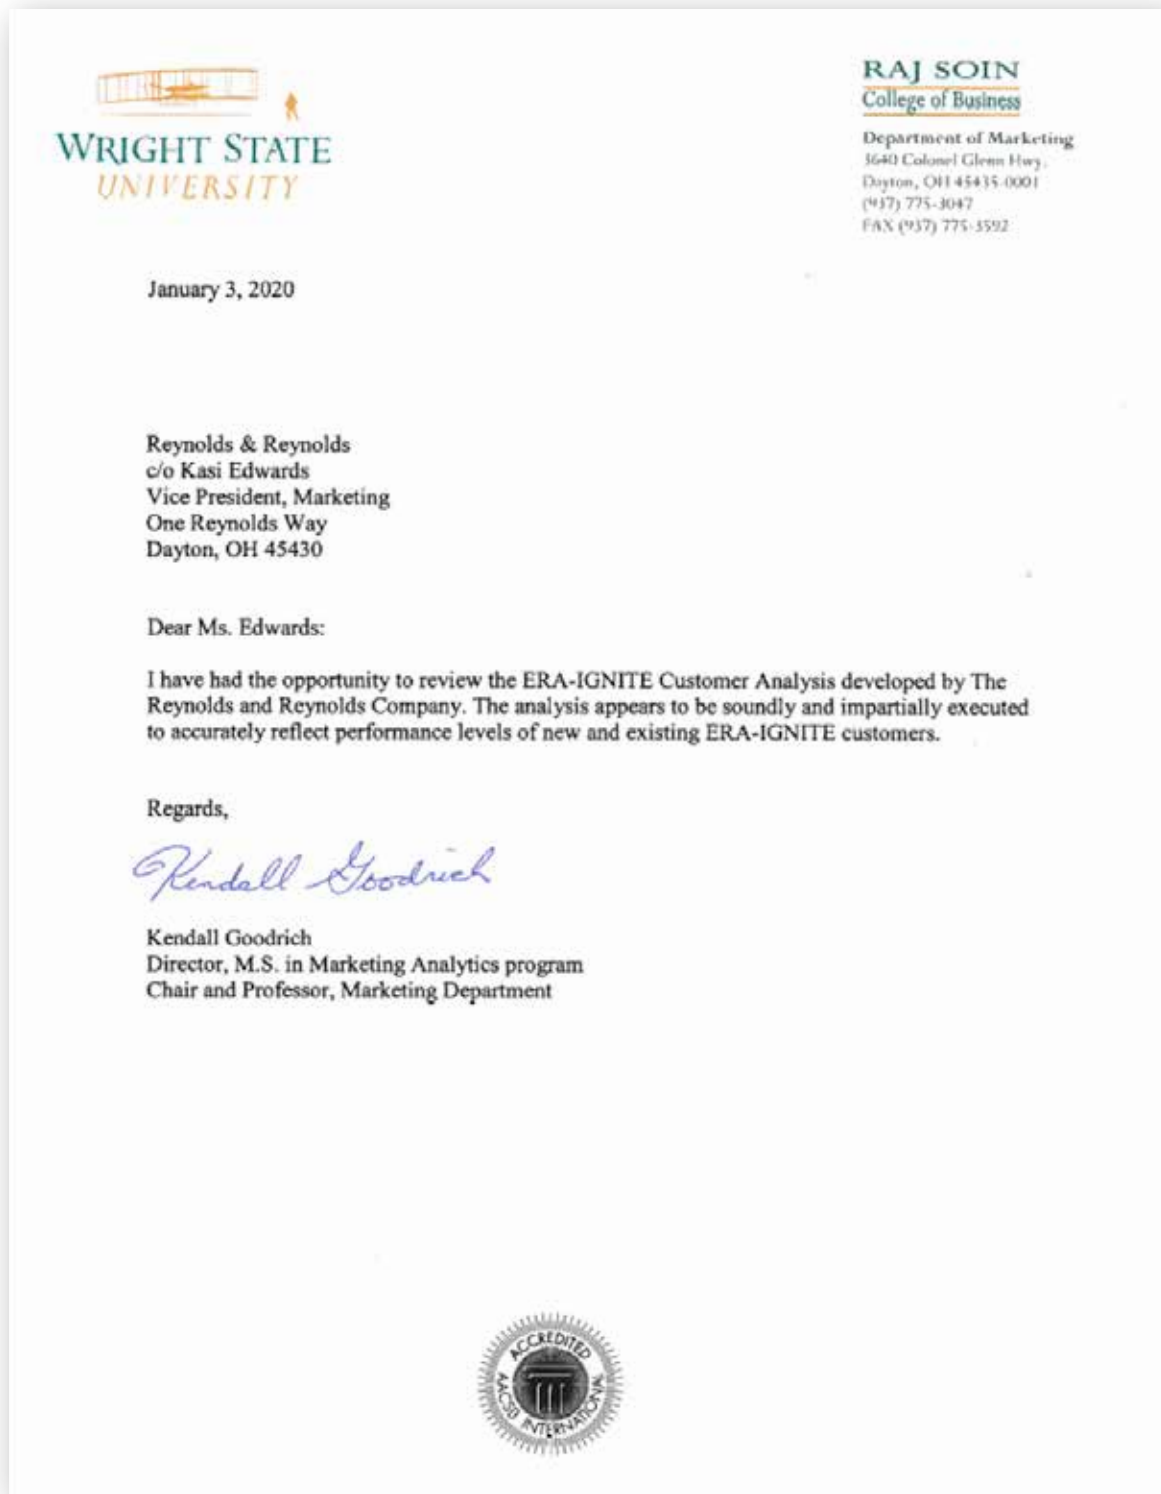 WRIGHT STATE
UNIVERSITY
RAJ SOIN
College of Business
Department of Marketing
3640 Colonel Glenn Hwy.
Dayton, OH 45435-0001
(937) 775-3047
FAX (937) 775-3592
January 3, 2020
Reynolds & Reynolds
c/o Kasi Edwards
Vice President, Marketing
One Reynolds Way
Dayton, OH 45430
Dear Ms. Edwards:
I have had the opportunity to review the ERA-IGNITE Customer Analysis developed by The
Reynolds and Reynolds Company. The analysis appears to be soundly and impartially executed
to accurately reflect performance levels of new and existing ERA-IGNITE customers.
Regards,
Kendall Goodrich
Kendall Goodrich
Director, M.S. in Marketing Analytics program
Chair and Professor, Marketing Department
ACCREDITED
AACSB INTERNATIONAL